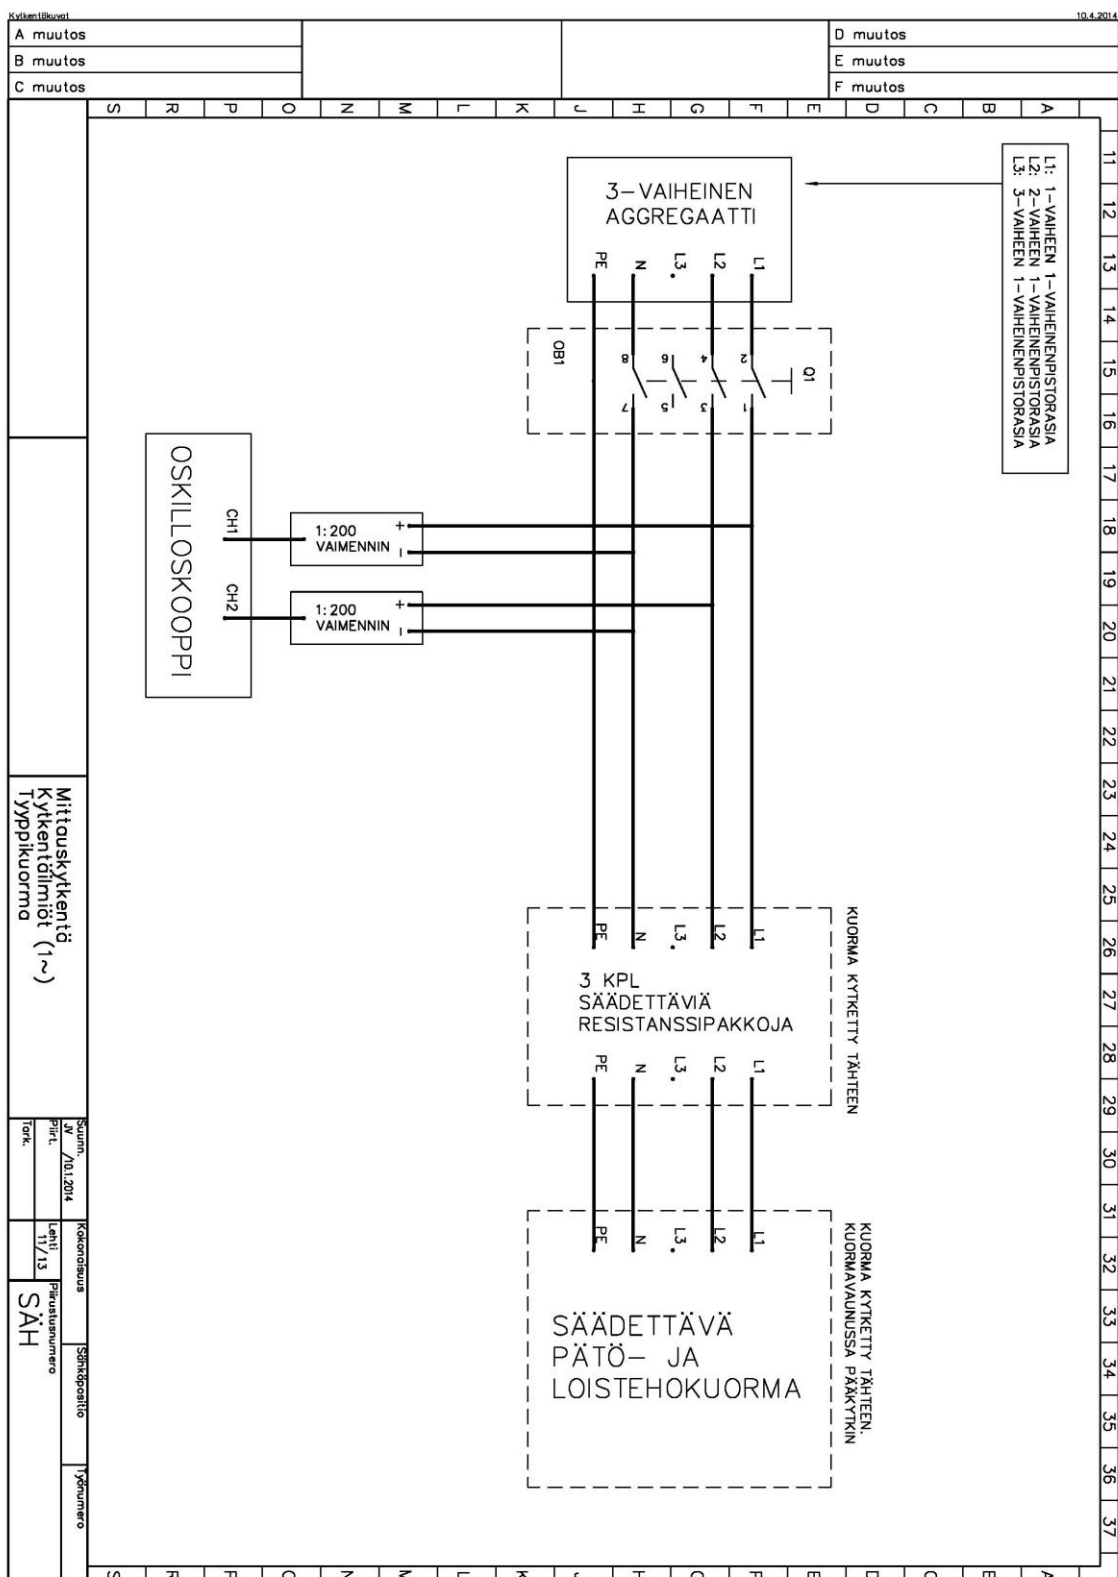 Kytkentäkuvat
10.4.2014
A muutos
B muutos
C muutos
D muutos
E muutos
F muutos
S R P O N M L K J H G F E D C B A
11 12 13 14 15 16 17 18 19 20 21 22 23 24 25 26 27 28 29 30 31 32 33 34 35 36 37
L1: 1-VAIHEEN 1-VAIHEINENPISTORASIA
L2: 2-VAIHEEN 1-VAIHEINENPISTORASIA
L3: 3-VAIHEEN 1-VAIHEINENPISTORASIA
3-VAIHEINEN
AGGREGAATTI
PE N L3 L2 L1
OB1
8 6 4 2
Q1
7 5 3 1
OSKILLOSKOOPPI
CH1
1:200
VAIMENNIN
+
-
CH2
1:200
VAIMENNIN
+
-
KUORMA KYTKETTY TÄHTEEN
PE N L3 L2 L1
3 KPL
SÄÄDETTÄVIÄ
RESISTANSSIPAKKOJA
PE N L3 L2 L1
KUORMA KYTKETTY TÄHTEEN.
KUORMAVAUNUSSA PÄÄKYTKIN
PE N L3 L2 L1
SÄÄDETTÄVÄ
PÄTÖ- JA
LOISTEHOKUORMA
Mittauskytkentä
Kytkentäilmiöt (1~)
Tyyppikuorma
Suunn.
JV /10.1.2014
Piirt.
Tark.
Kokonaisuus
Sähköpositio
Työnumero
Lehti
11/13
Piirustusnumero
SÄH
S R P O N M L K J H G F E D C B A